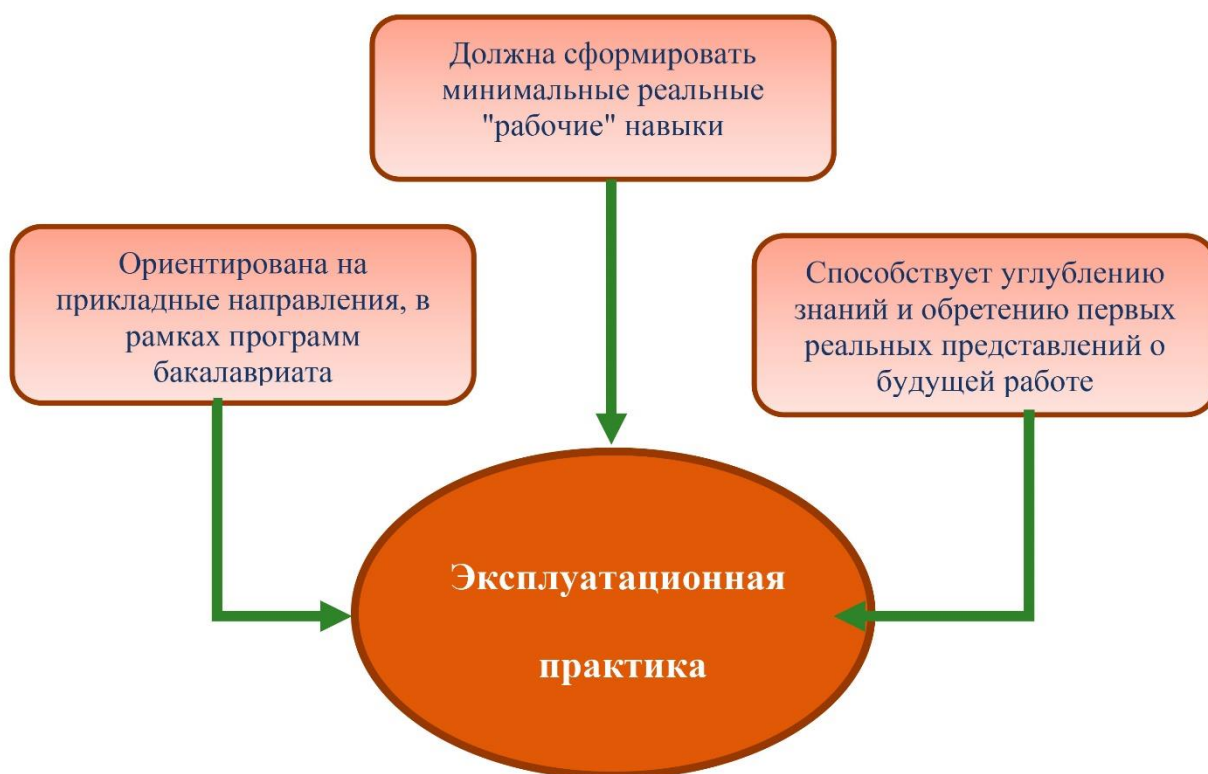 Должна сформировать
минимальные реальные
"рабочие" навыки
Ориентирована на
прикладные направления, в
рамках программ
бакалавриата
Способствует углублению
знаний и обретению первых
реальных представлений о
будущей работе
Эксплуатационная
практика